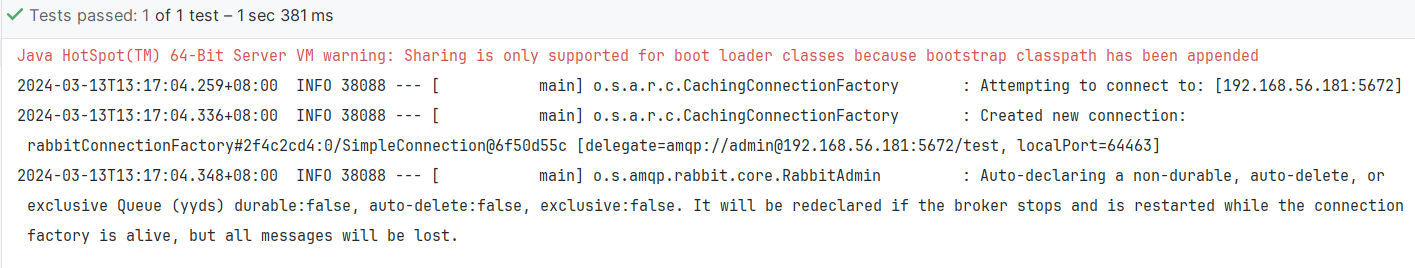 Tests passed: 1 of 1 test – 1 sec 381 ms
Java HotSpot(TM) 64-Bit Server VM warning: Sharing is only supported for boot loader classes because bootstrap classpath has been appended
2024-03-13T13:17:04.259+08:00  INFO 38088 --- [           main] o.s.a.r.c.CachingConnectionFactory       : Attempting to connect to: [192.168.56.181:5672]
2024-03-13T13:17:04.336+08:00  INFO 38088 --- [           main] o.s.a.r.c.CachingConnectionFactory       : Created new connection:
rabbitConnectionFactory#2f4c2cd4:0/SimpleConnection@6f50d55c [delegate=amqp://admin@192.168.56.181:5672/test, localPort=64463]
2024-03-13T13:17:04.348+08:00  INFO 38088 --- [           main] o.s.amqp.rabbit.core.RabbitAdmin         : Auto-declaring a non-durable, auto-delete, or
exclusive Queue (yyds) durable:false, auto-delete:false, exclusive:false. It will be redeclared if the broker stops and is restarted while the connection
factory is alive, but all messages will be lost.